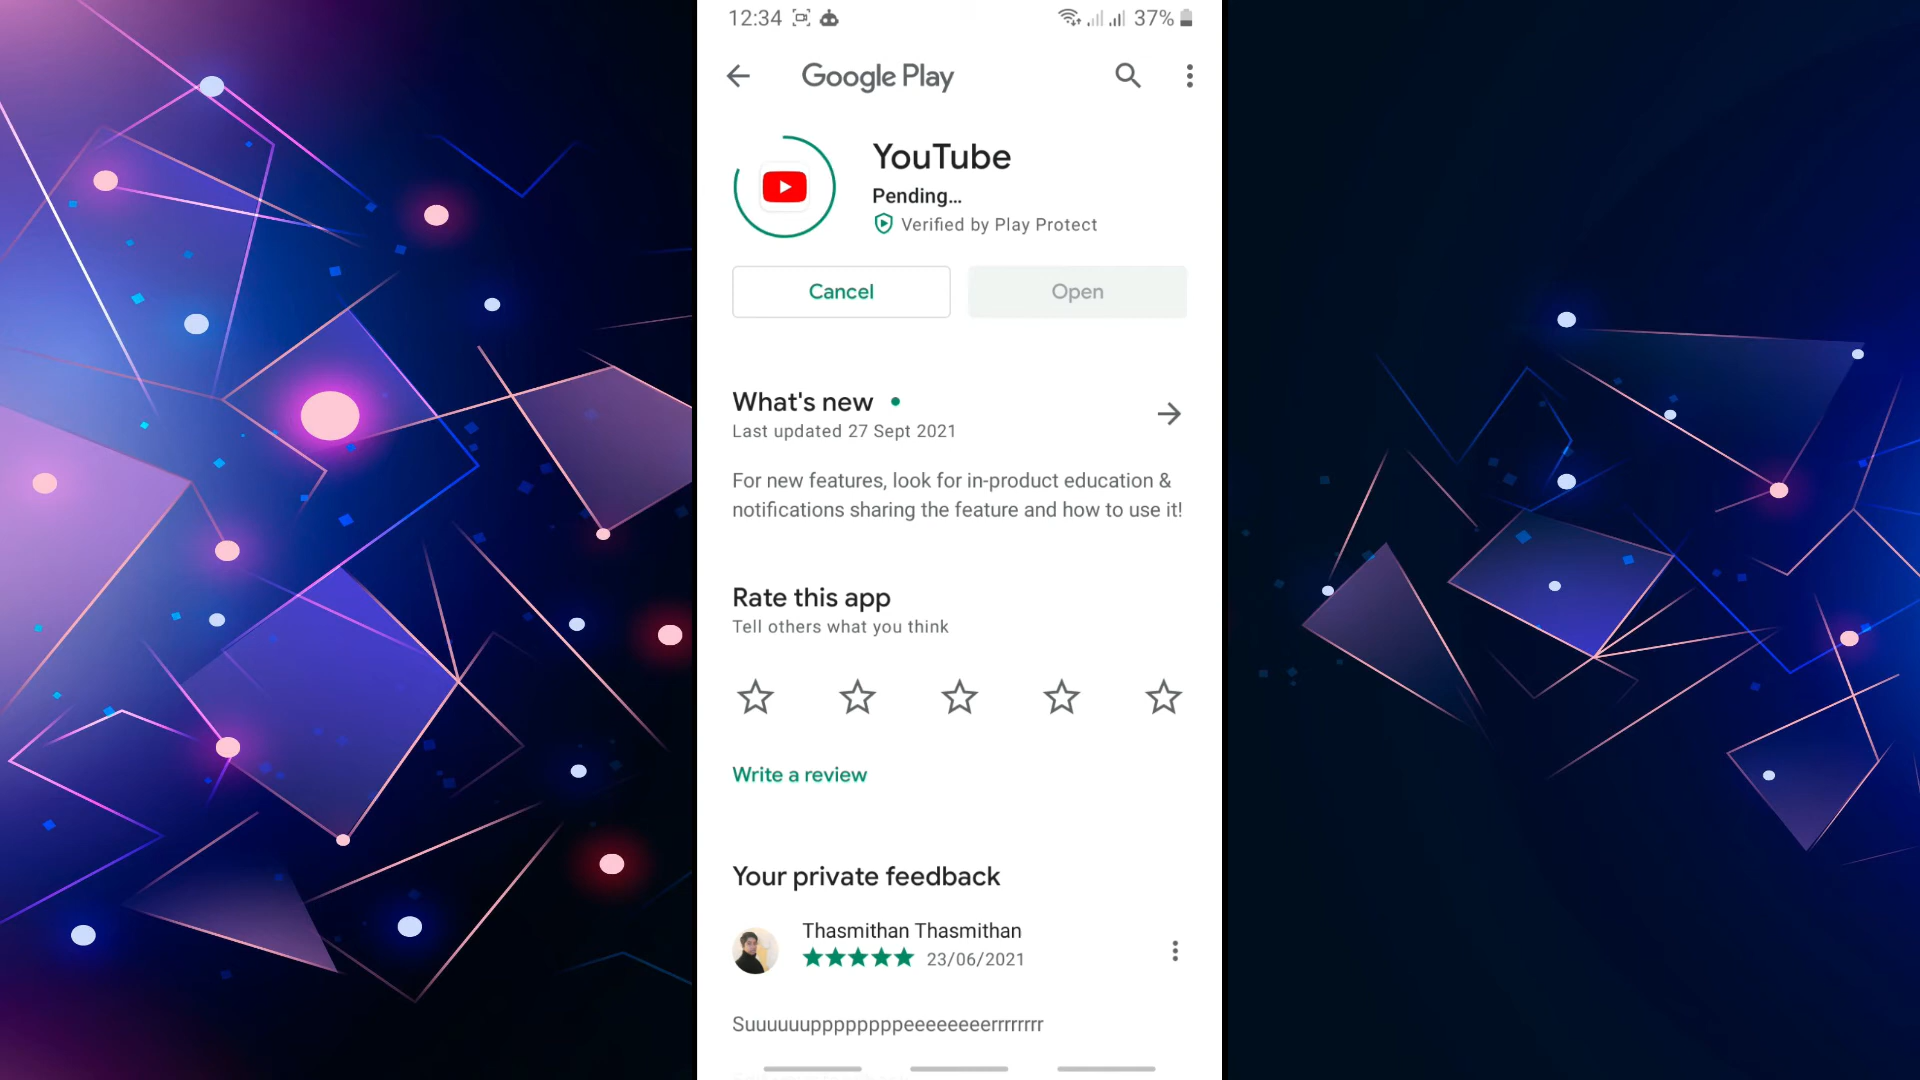 12:34
37%
Google Play
YouTube
Pending...
Verified by Play Protect
Cancel
Open
What's new
Last updated 27 Sept 2021
For new features, look for in-product education &
notifications sharing the feature and how to use it!
Rate this app
Tell others what you think
Write a review
Your private feedback
Thasmithan Thasmithan
23/06/2021
Suuuuuuppppppppeeeeeeeerrrrrrrr